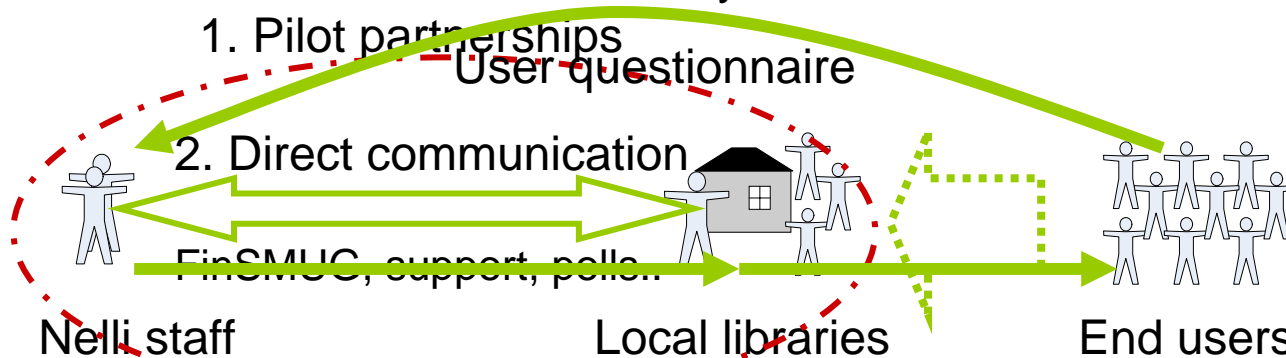 1. Pilot partnerships
User questionnaire
2. Direct communication
FinSMUG, support, polls..
Nelli staff
Local libraries
End users